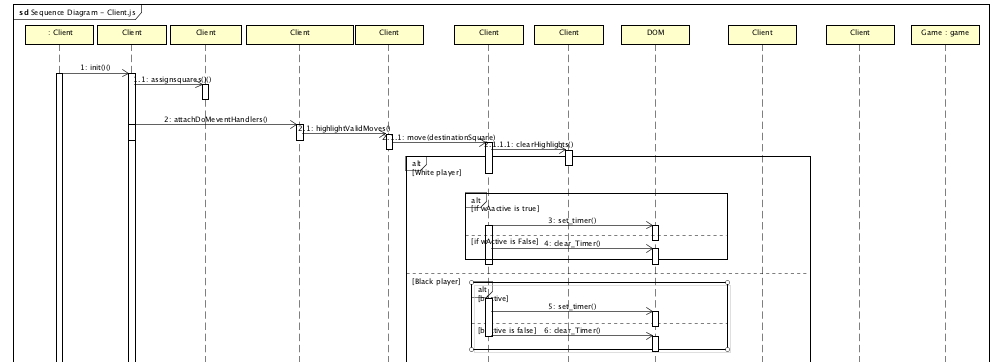 sd Sequence Diagram - Client.js
: Client
Client
Client
Client
Client
Client
Client
DOM
Client
Client
Game : game
1: init()()
1.1: assignsquares()()
2: attachDoMeventHandlers()
2.1: highlightValidMoves()
2.1.1: move(destinationSquare)
2.1.1.1: clearHighlights()
alt
[White player]
alt
[if wAactive is true]
3: set_timer()
[if wActive is False]
4: clear_Timer()
[Black player]
alt
5: set_timer()
is false]
6: clear_Timer()